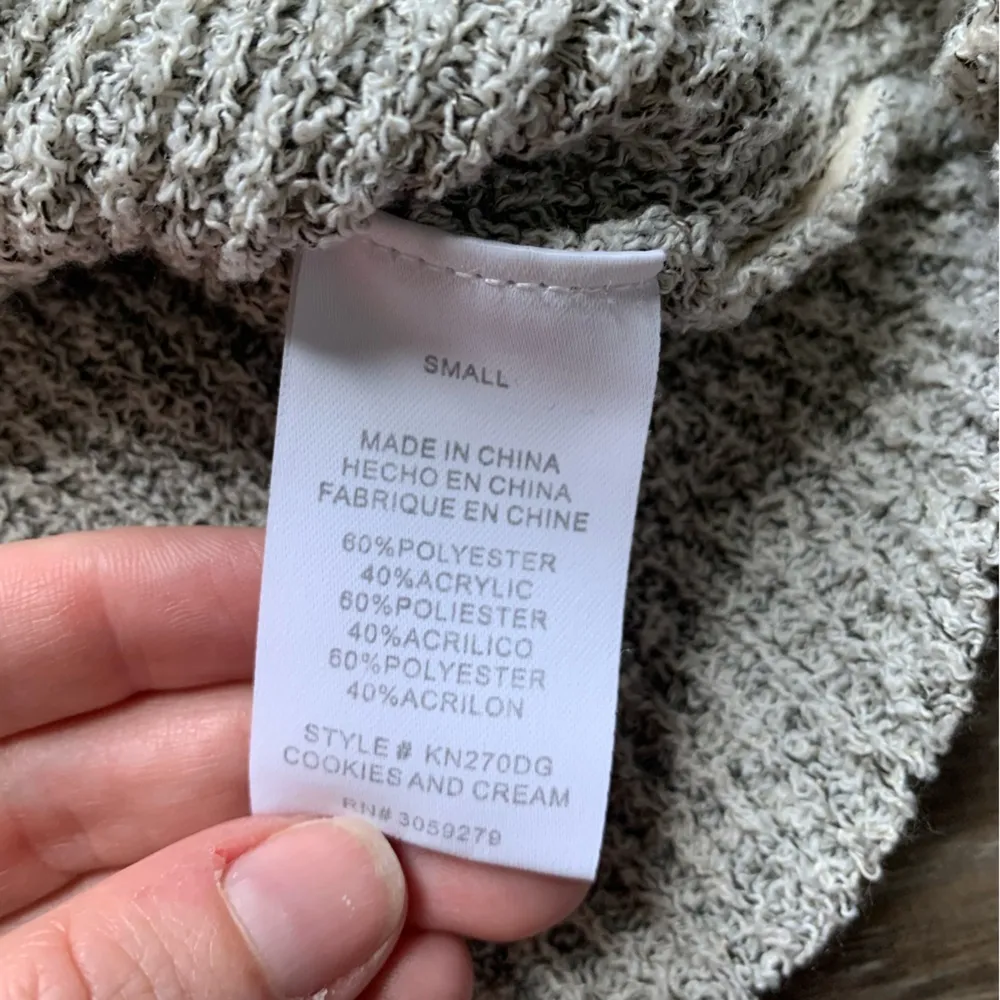 SMALL
MADE IN CHINA
HECHO EN CHINA
FABRIQUE EN CHINE
60%POLYESTER
40%ACRYLIC
60%POLIESTER
40%ACRILICO
60%POLYESTER
40%ACRILON
STYLE# KN270DG
COOKIES AND CREAM
RN# 3059279